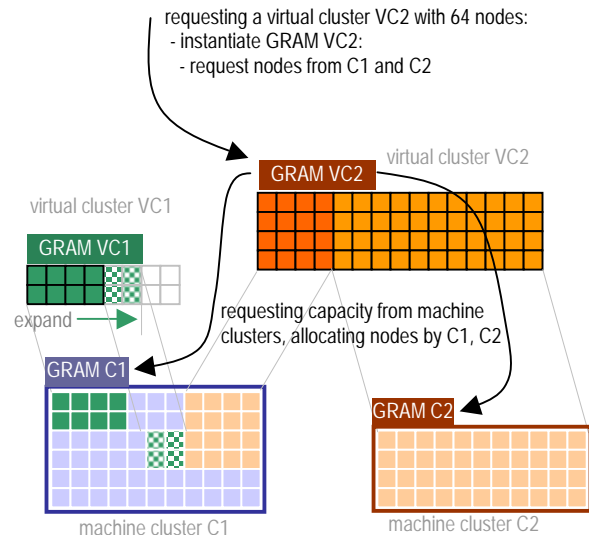 requesting a virtual cluster VC2 with 64 nodes:
- instantiate GRAM VC2:
- request nodes from C1 and C2
virtual cluster VC2
GRAM VC2
virtual cluster VC1
GRAM VC1
expand
requesting capacity from machine
clusters, allocating nodes by C1, C2
GRAM C1
GRAM C2
machine cluster C1
machine cluster C2